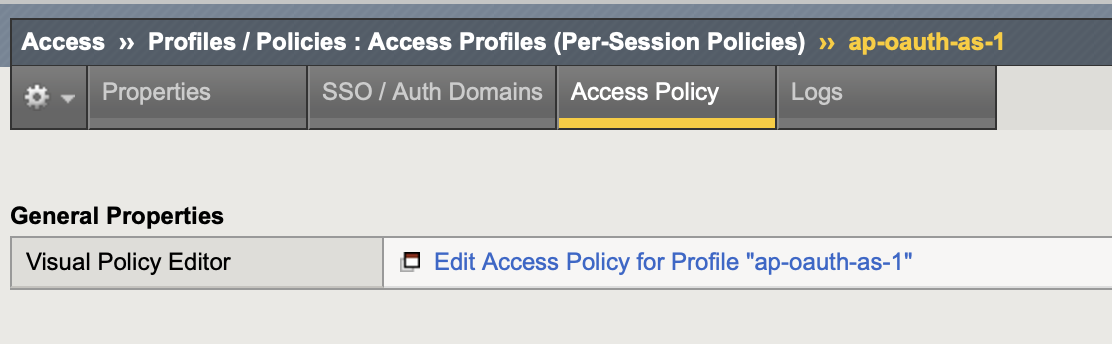 Access ›› Profiles / Policies : Access Profiles (Per-Session Policies) ›› ap-oauth-as-1
Properties SSO / Auth Domains Access Policy Logs
General Properties
Visual Policy Editor Edit Access Policy for Profile "ap-oauth-as-1"